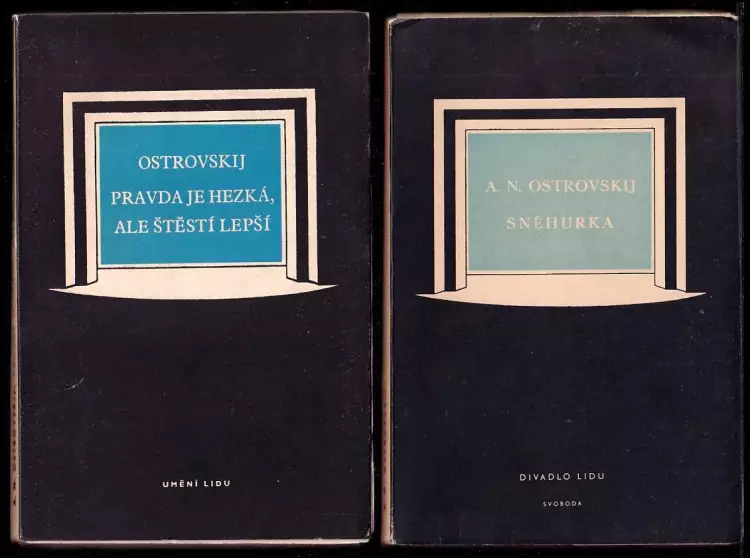 OSTROVSKIJ
PRAVDA JE HEZKÁ,
ALE ŠTĚSTÍ LEPŠÍ
UMĚNÍ LIDU
A. N. OSTROVSKIJ
SNĚHURKA
DIVADLO LIDU
SVOBODA